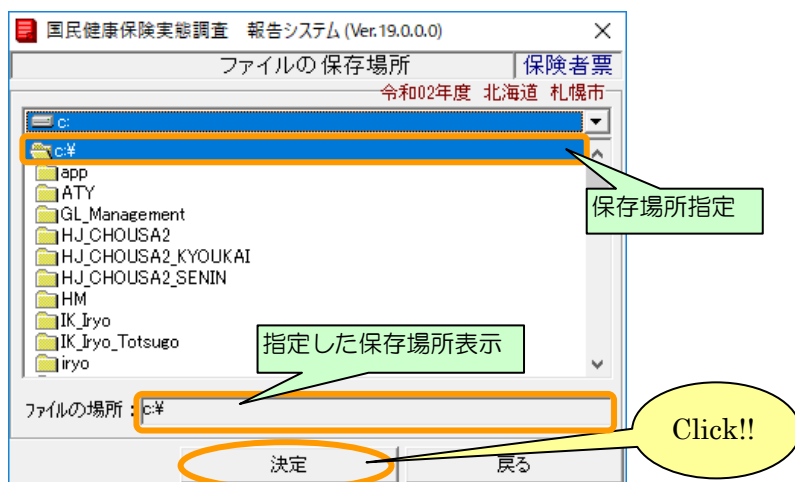 国民健康保険実態調査 報告システム (Ver.19.0.0.0)
ファイルの保存場所
保険者票
令和02年度 北海道 札幌市
c:
c:¥
app
ATY
GL_Management
HJ_CHOUSA2
HJ_CHOUSA2_KYOUKAI
HJ_CHOUSA2_SENIN
HM
IK_Iryo
IK_Iryo_Totsugo
iryo
保存場所指定
指定した保存場所表示
ファイルの場所：c:¥
Click!!
決定
戻る